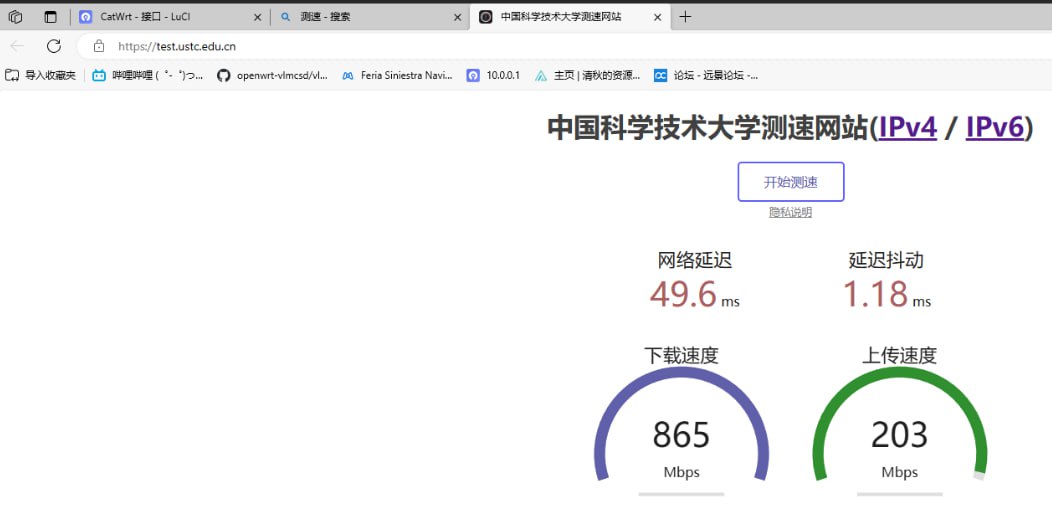 CatWrt - 接口 - LuCI
测速 - 搜索
中国科学技术大学测速网站
https://test.ustc.edu.cn
导入收藏夹
哔哩哔哩 (゜-゜)つ...
openwrt-vlmcsd/vl...
Feria Siniestra Navi...
10.0.0.1
主页 | 清秋的资源...
论坛 - 远景论坛 -...
中国科学技术大学测速网站(IPv4 / IPv6)
开始测速
隐私说明
网络延迟
延迟抖动
49.6 ms
1.18 ms
下载速度
上传速度
865
203
Mbps
Mbps